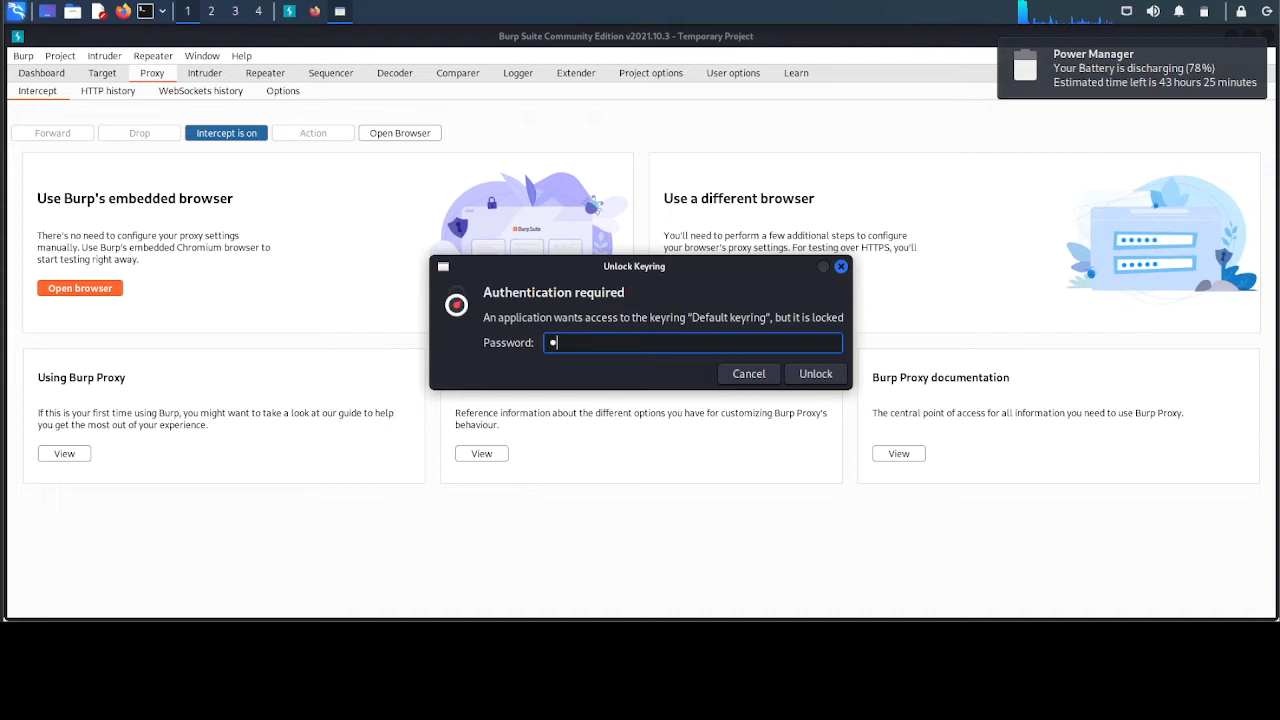 1 2 3 4
Burp Suite Community Edition v2021.10.3 - Temporary Project
Burp Project Intruder Repeater Window Help
Dashboard Target Proxy Intruder Repeater Sequencer Decoder Comparer Logger Extender Project options User options Learn
Intercept HTTP history WebSockets history Options
Power Manager
Your Battery is discharging (78%)
Estimated time left is 43 hours 25 minutes
Forward Drop Intercept is on Action Open Browser
Use Burp's embedded browser
There's no need to configure your proxy settings
manually. Use Burp's embedded Chromium browser to
start testing right away.
Open browser
BurpSuite
Use a different browser
You'll need to perform a few additional steps to configure
your browser's proxy settings. For testing over HTTPS, you'll
Unlock Keyring
Authentication required
An application wants access to the keyring “Default keyring”, but it is locked
Password:
Cancel Unlock
Using Burp Proxy
If this is your first time using Burp, you might want to take a look at our guide to help
you get the most out of your experience.
View
Reference information about the different options you have for customizing Burp Proxy's
behaviour.
View
Burp Proxy documentation
The central point of access for all information you need to use Burp Proxy.
View